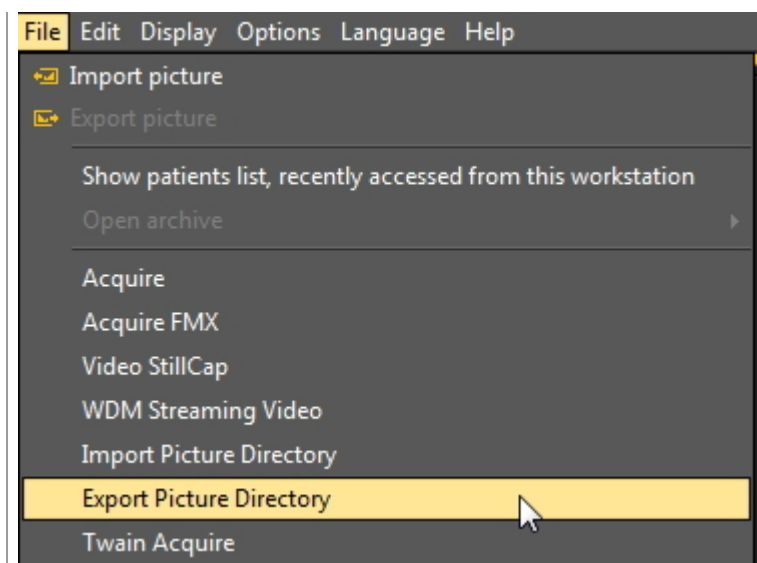 File Edit Display Options Language Help
Import picture
Export picture
Show patients list, recently accessed from this workstation
Open archive
Acquire
Acquire FMX
Video StillCap
WDM Streaming Video
Import Picture Directory
Export Picture Directory
Twain Acquire